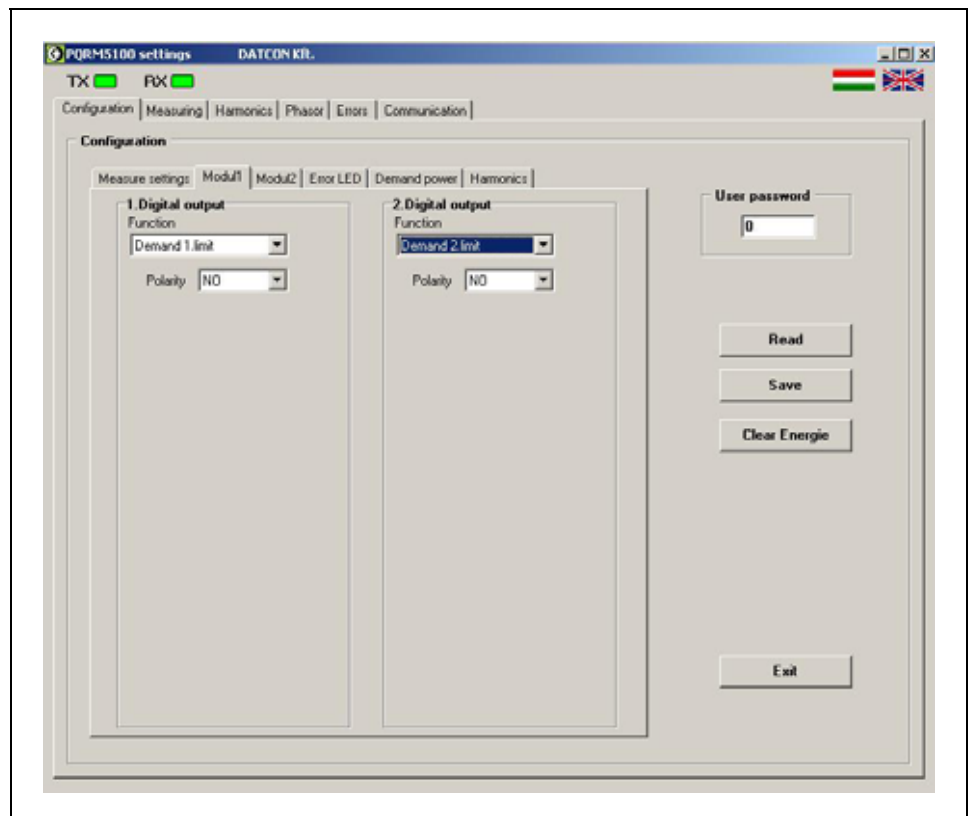 PQRM5100 settings DATCON Kft.
TX RX
Configuration Measuring Harmonics Phasor Errors Communication
Configuration
Measure settings Modul1 Modul2 Error LED Demand power Harmonics
1.Digital output
Function
Demand 1.limit
Polarity NO
2.Digital output
Function
Demand 2.limit
Polarity NO
User password
0
Read
Save
Clear Energie
Exit